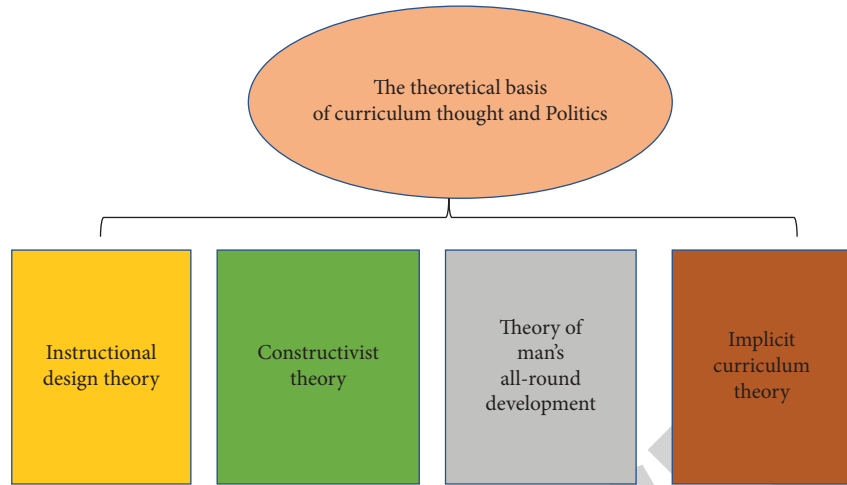 The theoretical basis
of curriculum thought and Politics
Instructional
design theory
Constructivist
theory
Theory of
man's
all-round
development
Implicit
curriculum
theory